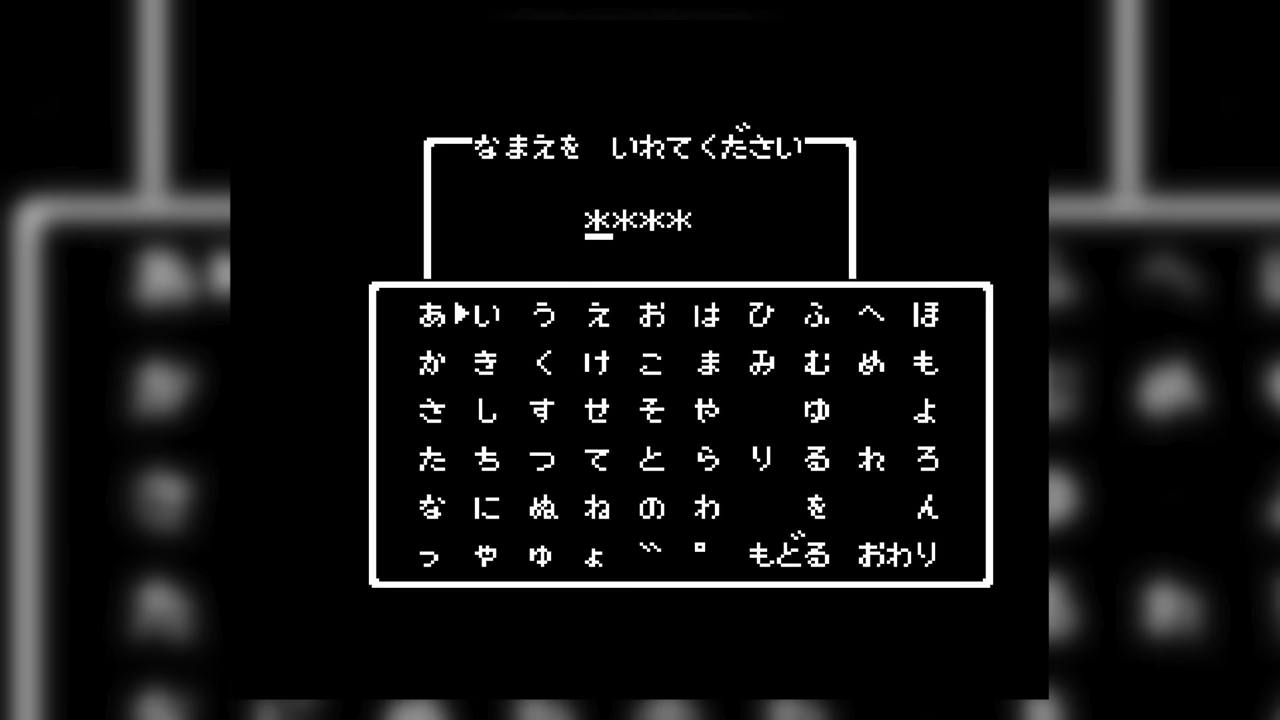 なまえを いれてください
****
あ い う え お は ひ ふ へ ほ
か き く け こ ま み む め も
さ し す せ そ や ゆ よ
た ち つ て と ら り る れ ろ
な に ぬ ね の わ を ん
っ ゃ ゅ ょ ゛ ゜ もどる おわり